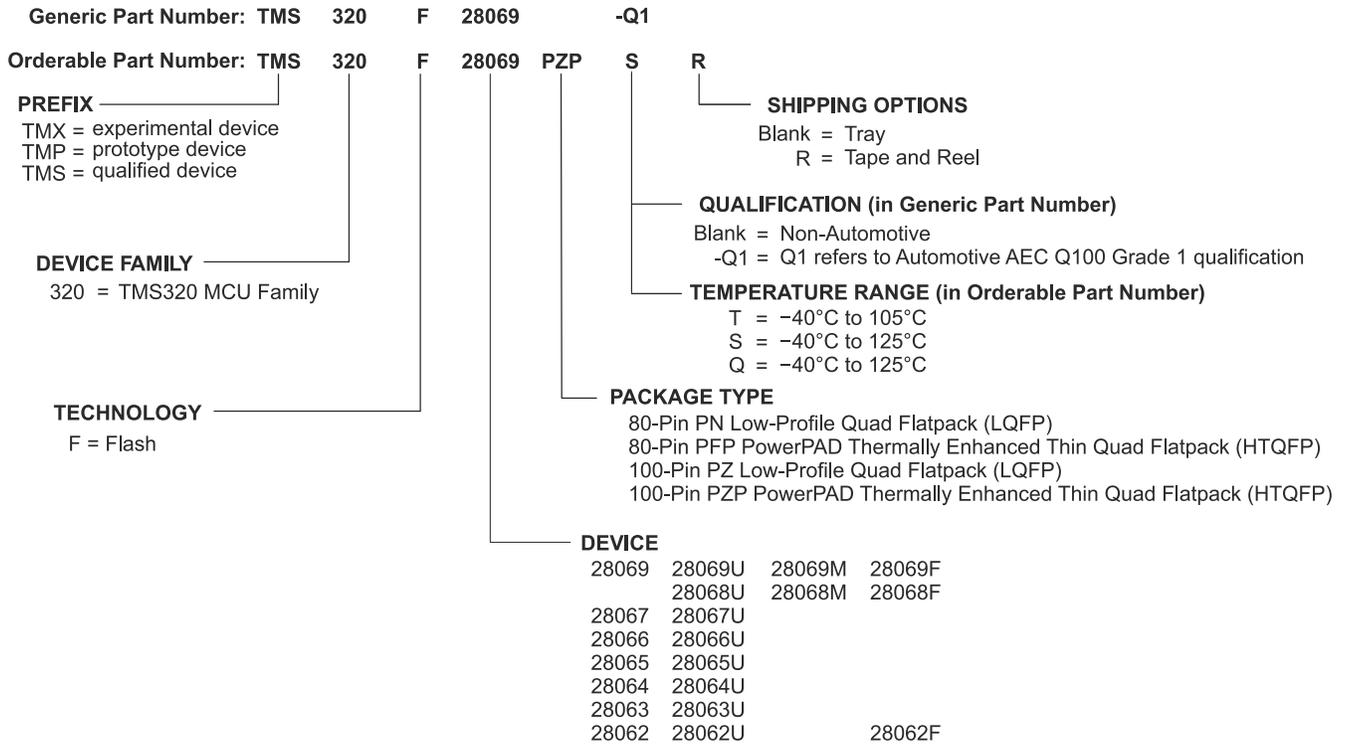 Generic Part Number: TMS 320 F 28069 -Q1
Orderable Part Number: TMS 320 F 28069 PZP S R
PREFIX
TMX = experimental device
TMP = prototype device
TMS = qualified device
SHIPPING OPTIONS
Blank = Tray
R = Tape and Reel
QUALIFICATION (in Generic Part Number)
Blank = Non-Automotive
-Q1 = Q1 refers to Automotive AEC Q100 Grade 1 qualification
DEVICE FAMILY
320 = TMS320 MCU Family
TEMPERATURE RANGE (in Orderable Part Number)
T = −40°C to 105°C
S = −40°C to 125°C
Q = −40°C to 125°C
PACKAGE TYPE
80-Pin PN Low-Profile Quad Flatpack (LQFP)
80-Pin PFP PowerPAD Thermally Enhanced Thin Quad Flatpack (HTQFP)
100-Pin PZ Low-Profile Quad Flatpack (LQFP)
100-Pin PZP PowerPAD Thermally Enhanced Thin Quad Flatpack (HTQFP)
TECHNOLOGY
F = Flash
DEVICE
28069 28069U 28069M 28069F
28068U 28068M 28068F
28067 28067U
28066 28066U
28065 28065U
28064 28064U
28063 28063U
28062 28062U 28062F